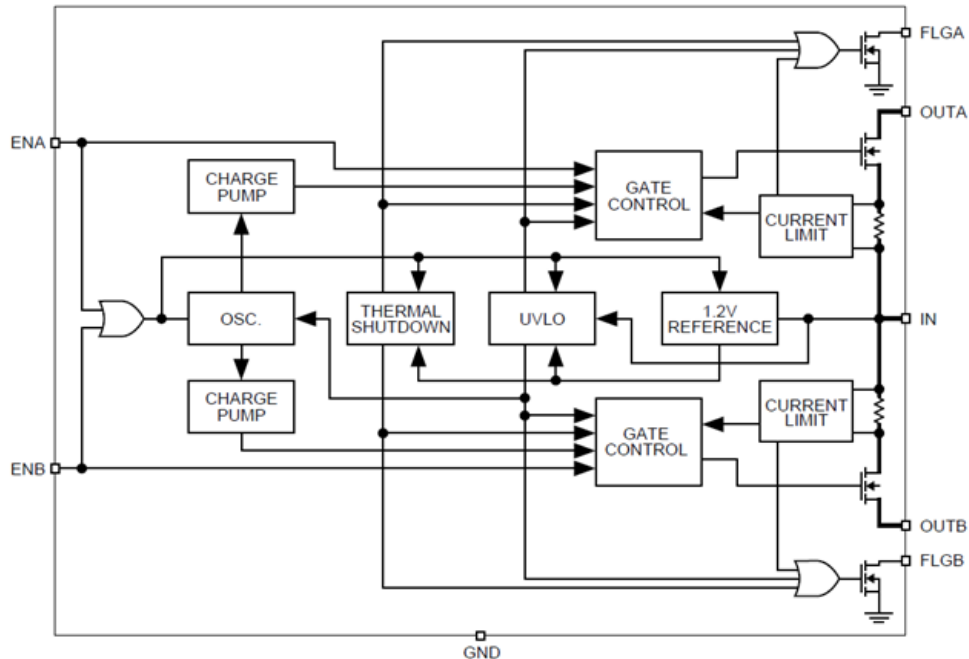 FLGA
OUTA
ENA
CHARGE
PUMP
GATE
CONTROL
CURRENT
LIMIT
OSC.
THERMAL
SHUTDOWN
UVLO
1.2V
REFERENCE
IN
CHARGE
PUMP
GATE
CONTROL
CURRENT
LIMIT
ENB
OUTB
FLGB
GND